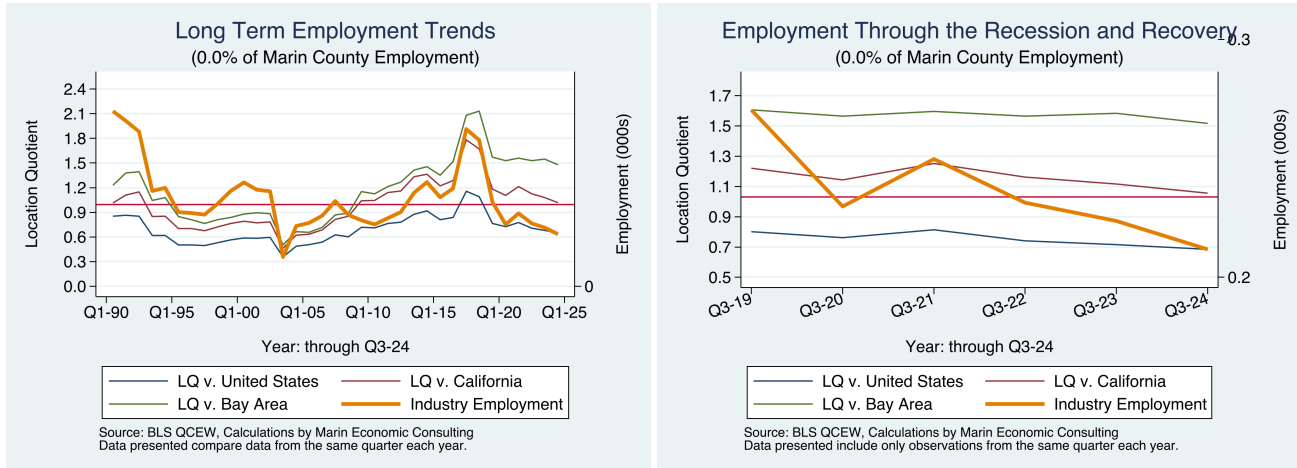 Long Term Employment Trends
(0.0% of Marin County Employment)
Location Quotient
2.4
2.1
1.8
1.5
1.2
0.9
0.6
0.3
0.0
0
Employment (000s)
Q1-90 Q1-95 Q1-00 Q1-05 Q1-10 Q1-15 Q1-20 Q1-25
Year: through Q3-24
LQ v. United States LQ v. California
LQ v. Bay Area Industry Employment
Source: BLS QCEW, Calculations by Marin Economic Consulting
Data presented compare data from the same quarter each year.
Employment Through the Recession and Recovery
0.3
(0.0% of Marin County Employment)
Location Quotient
1.7
1.5
1.3
1.1
0.9
0.7
0.5
0.2
Employment (000s)
Q3-19 Q3-20 Q3-21 Q3-22 Q3-23 Q3-24
Year: through Q3-24
LQ v. United States LQ v. California
LQ v. Bay Area Industry Employment
Source: BLS QCEW, Calculations by Marin Economic Consulting
Data presented include only observations from the same quarter each year.